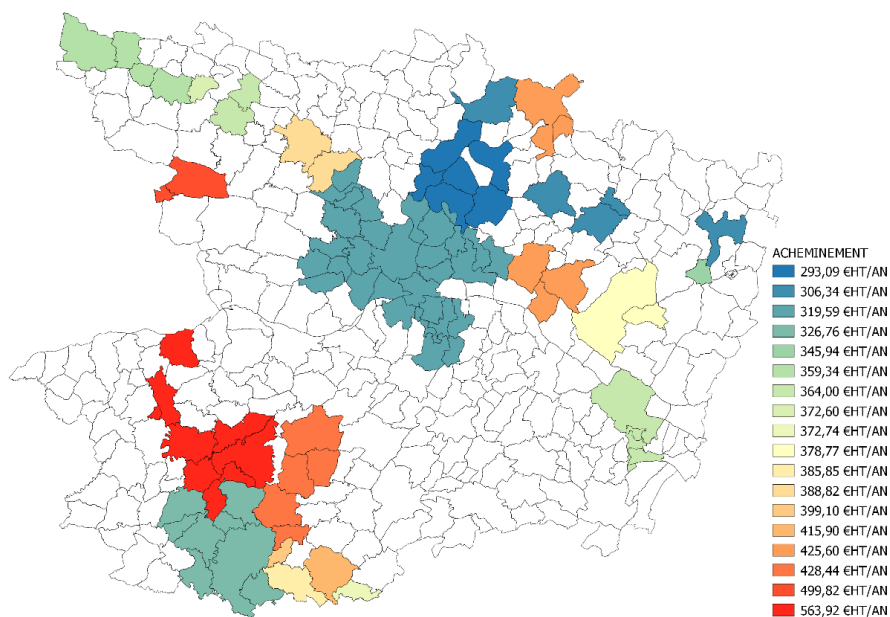 ACHEMINEMENT
293,09 €HT/AN
306,34 €HT/AN
319,59 €HT/AN
326,76 €HT/AN
345,94 €HT/AN
359,34 €HT/AN
364,00 €HT/AN
372,60 €HT/AN
372,74 €HT/AN
378,77 €HT/AN
385,85 €HT/AN
388,82 €HT/AN
399,10 €HT/AN
415,90 €HT/AN
425,60 €HT/AN
428,44 €HT/AN
499,82 €HT/AN
563,92 €HT/AN